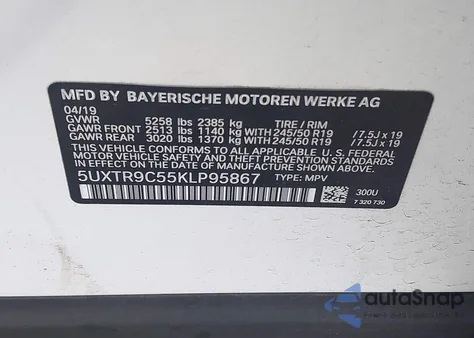 MFD BY BAYERISCHE MOTOREN WERKE AG
04/19
GVWR 5258 lbs 2385 kg TIRE / RIM
GAWR FRONT 2513 lbs 1140 kg WITH 245/50 R19 /7.5J x 19
GAWR REAR 3020 lbs 1370 kg WITH 245/50 R19 /7.5J x 19
THIS VEHICLE CONFORMS TO ALL APPLICABLE U.S. FEDERAL
MOTOR VEHICLE SAFETY, BUMPER, AND THEFT PREVENTION
STANDARDS IN EFFECT ON THE DATE OF MANUFACTURE SHOWN ABOVE.
5UXTR9C55KLP95867 TYPE: MPV
300U
7 320 730
autoSnap